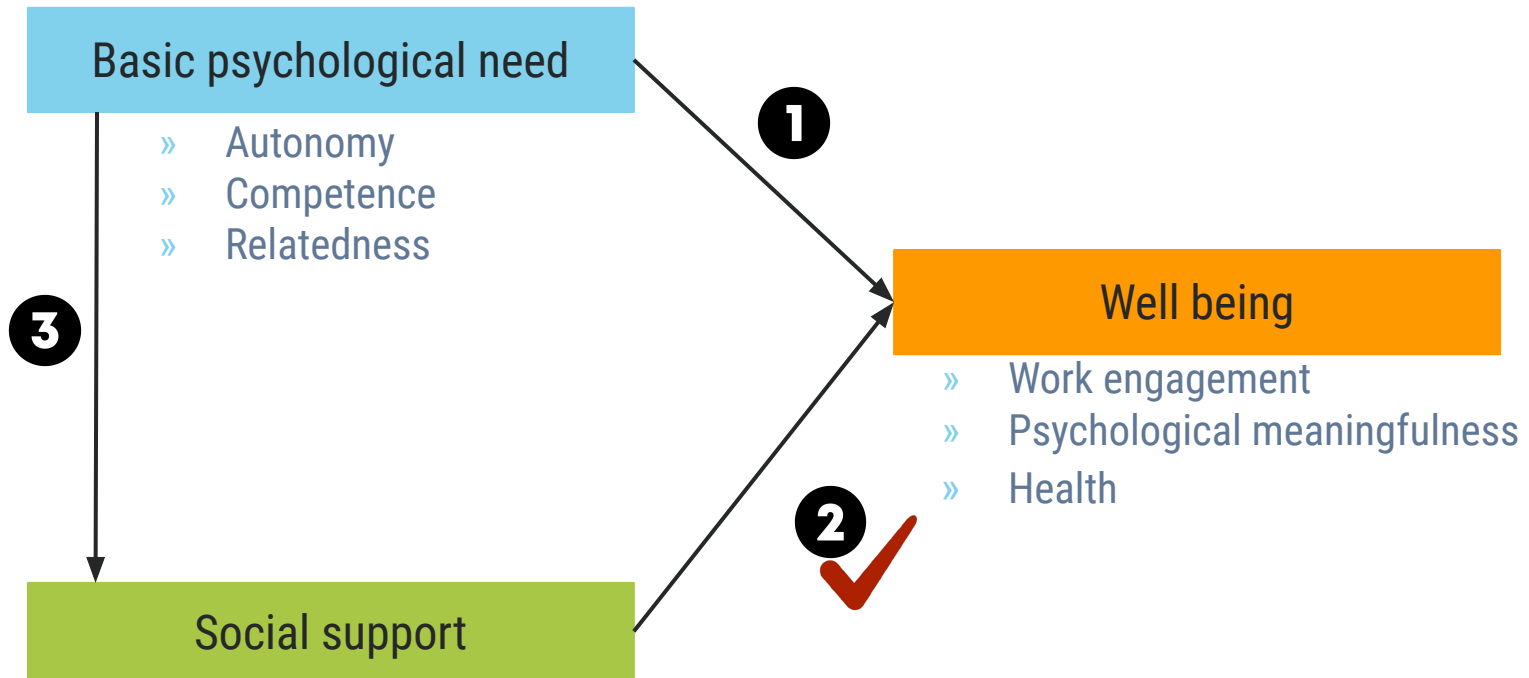 Basic psychological need
1
» Autonomy
» Competence
» Relatedness
Well being
3
» Work engagement
» Psychological meaningfulness
» Health
2
Social support